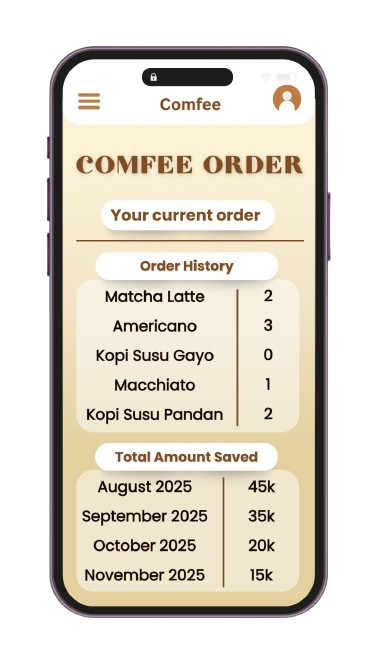 Comfee
COMFEE ORDER
Your current order
Order History
Matcha Latte 2
Americano 3
Kopi Susu Gayo 0
Macchiato 1
Kopi Susu Pandan 2
Total Amount Saved
August 2025 45k
September 2025 35k
October 2025 20k
November 2025 15k